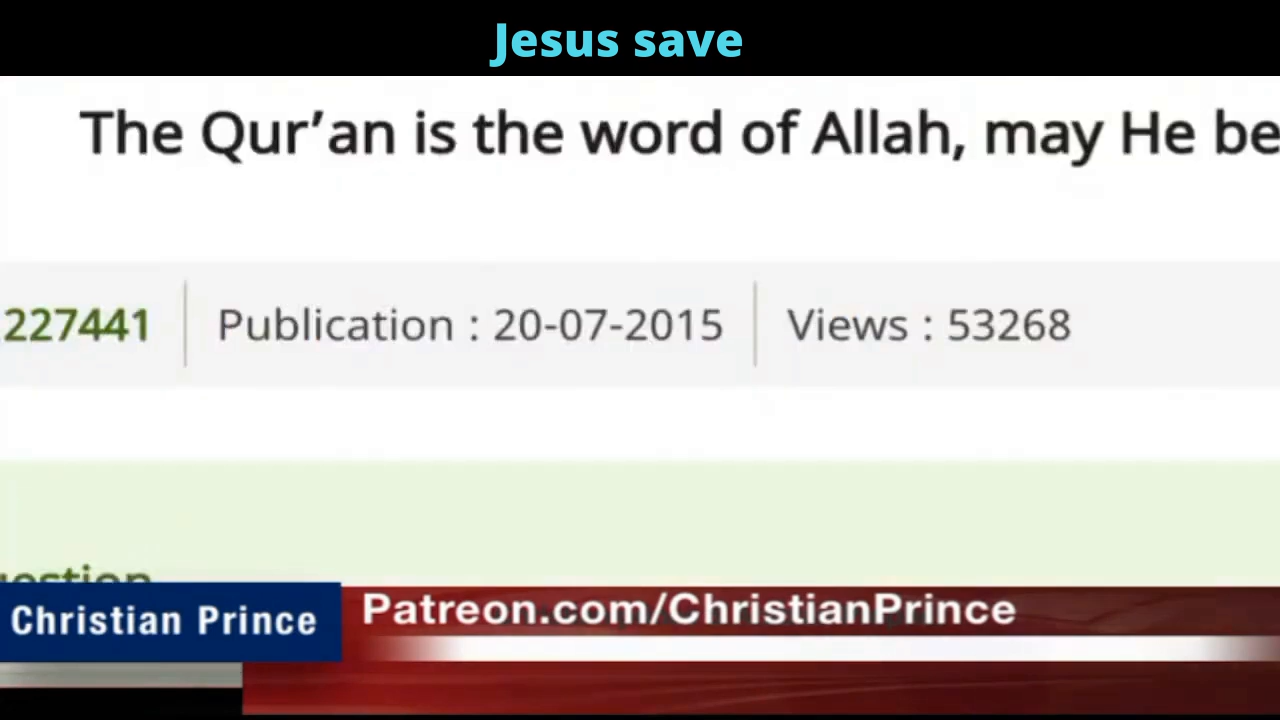 Jesus save
The Qur’an is the word of Allah, may He be
227441 Publication : 20-07-2015 Views : 53268
Christian Prince
Patreon.com/ChristianPrince